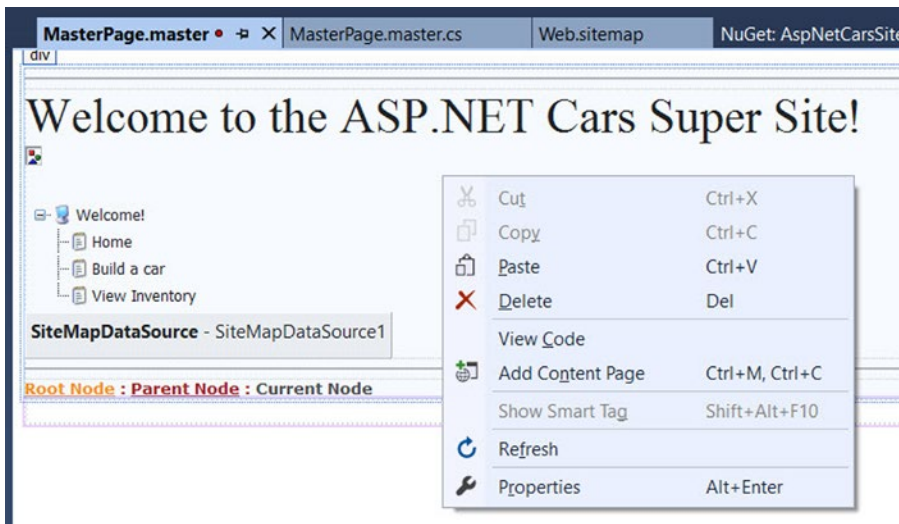 MasterPage.master MasterPage.master.cs Web.sitemap NuGet: AspNetCarsSite
div
Welcome to the ASP.NET Cars Super Site!
Welcome!
Home
Build a car
View Inventory
SiteMapDataSource - SiteMapDataSource1
Root Node : Parent Node : Current Node
Cut Ctrl+X
Copy Ctrl+C
Paste Ctrl+V
Delete Del
View Code
Add Content Page Ctrl+M, Ctrl+C
Show Smart Tag Shift+Alt+F10
Refresh
Properties Alt+Enter